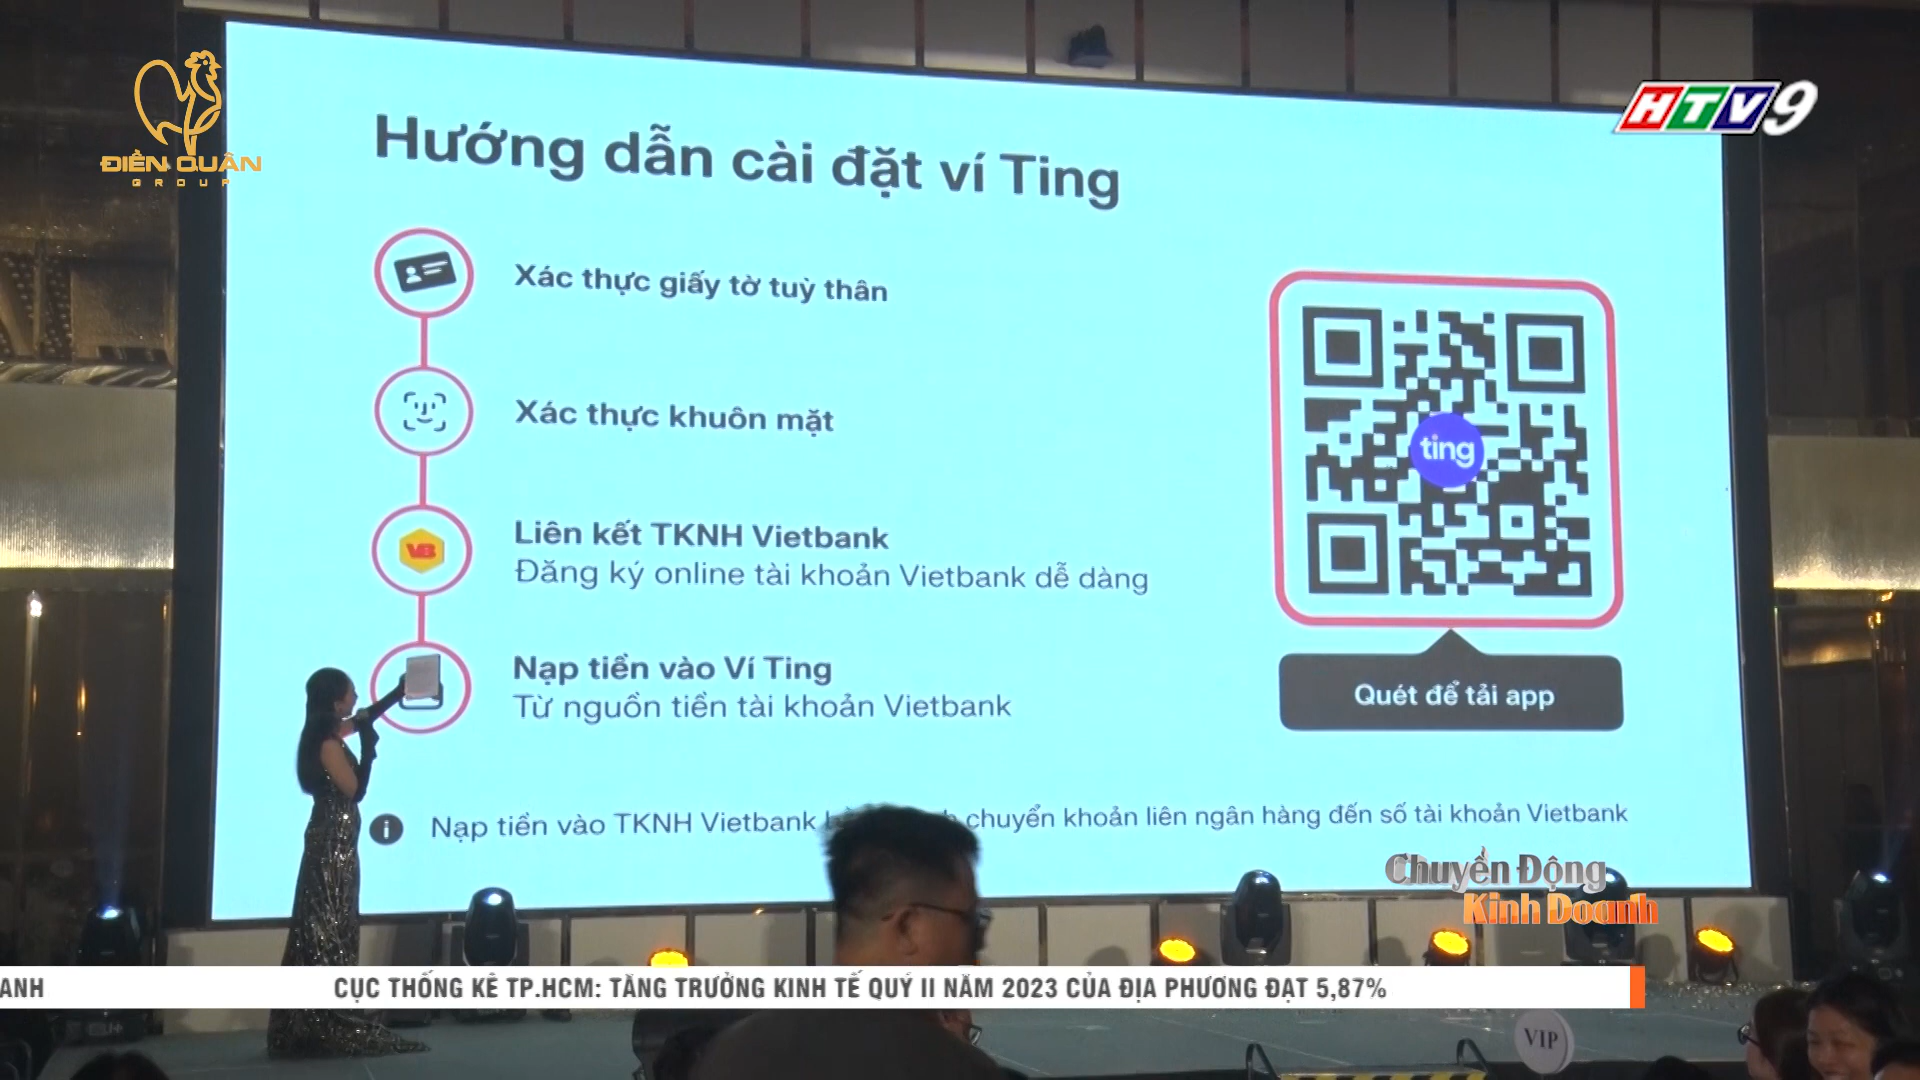 ĐIỀN QUÂN
GROUP
HTV9
Hướng dẫn cài đặt ví Ting
Xác thực giấy tờ tuỳ thân
Xác thực khuôn mặt
VB
Liên kết TKNH Vietbank
Đăng ký online tài khoản Vietbank dễ dàng
Nạp tiền vào Ví Ting
Từ nguồn tiền tài khoản Vietbank
ting
Quét để tải app
i Nạp tiền vào TKNH Vietbank chuyển khoản liên ngân hàng đến số tài khoản Vietbank
Chuyển Động
Kinh Doanh
ANH CỤC THỐNG KÊ TP.HCM: TĂNG TRƯỞNG KINH TẾ QUÝ II NĂM 2023 CỦA ĐỊA PHƯƠNG ĐẠT 5,87%
VIP